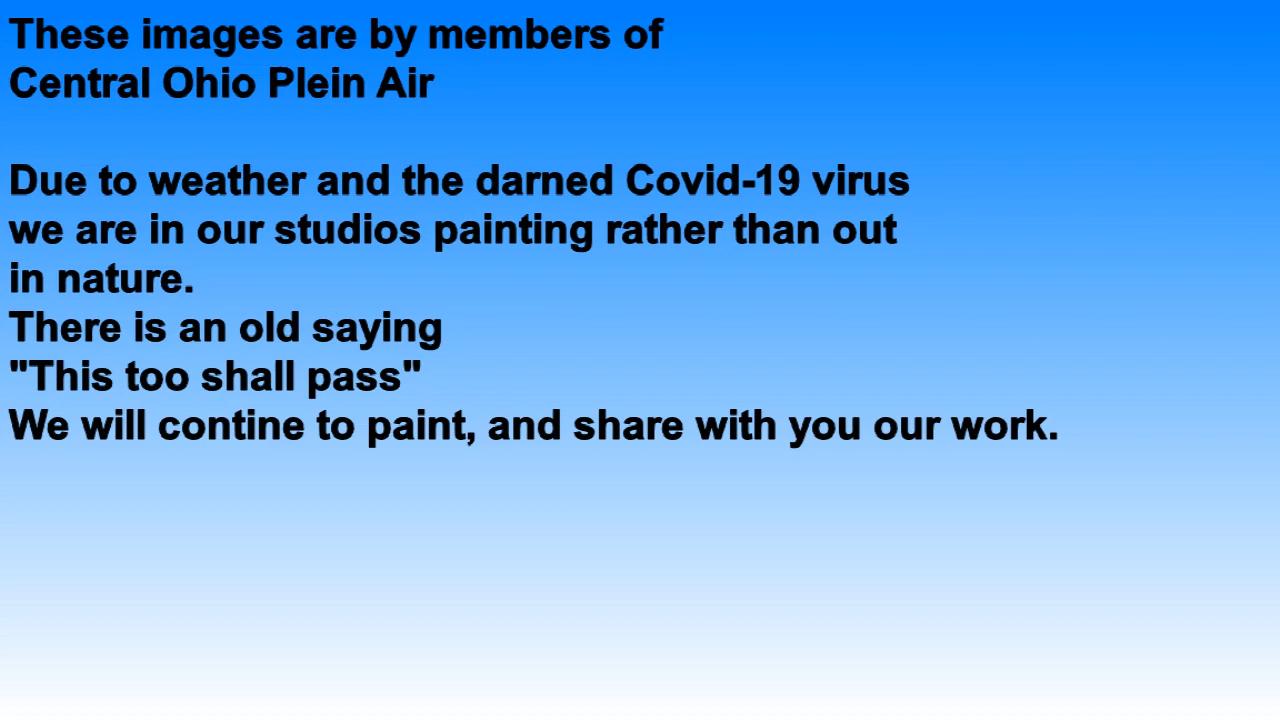 These images are by members of
Central Ohio Plein Air
Due to weather and the darned Covid-19 virus
we are in our studios painting rather than out
in nature.
There is an old saying
"This too shall pass"
We will contine to paint, and share with you our work.